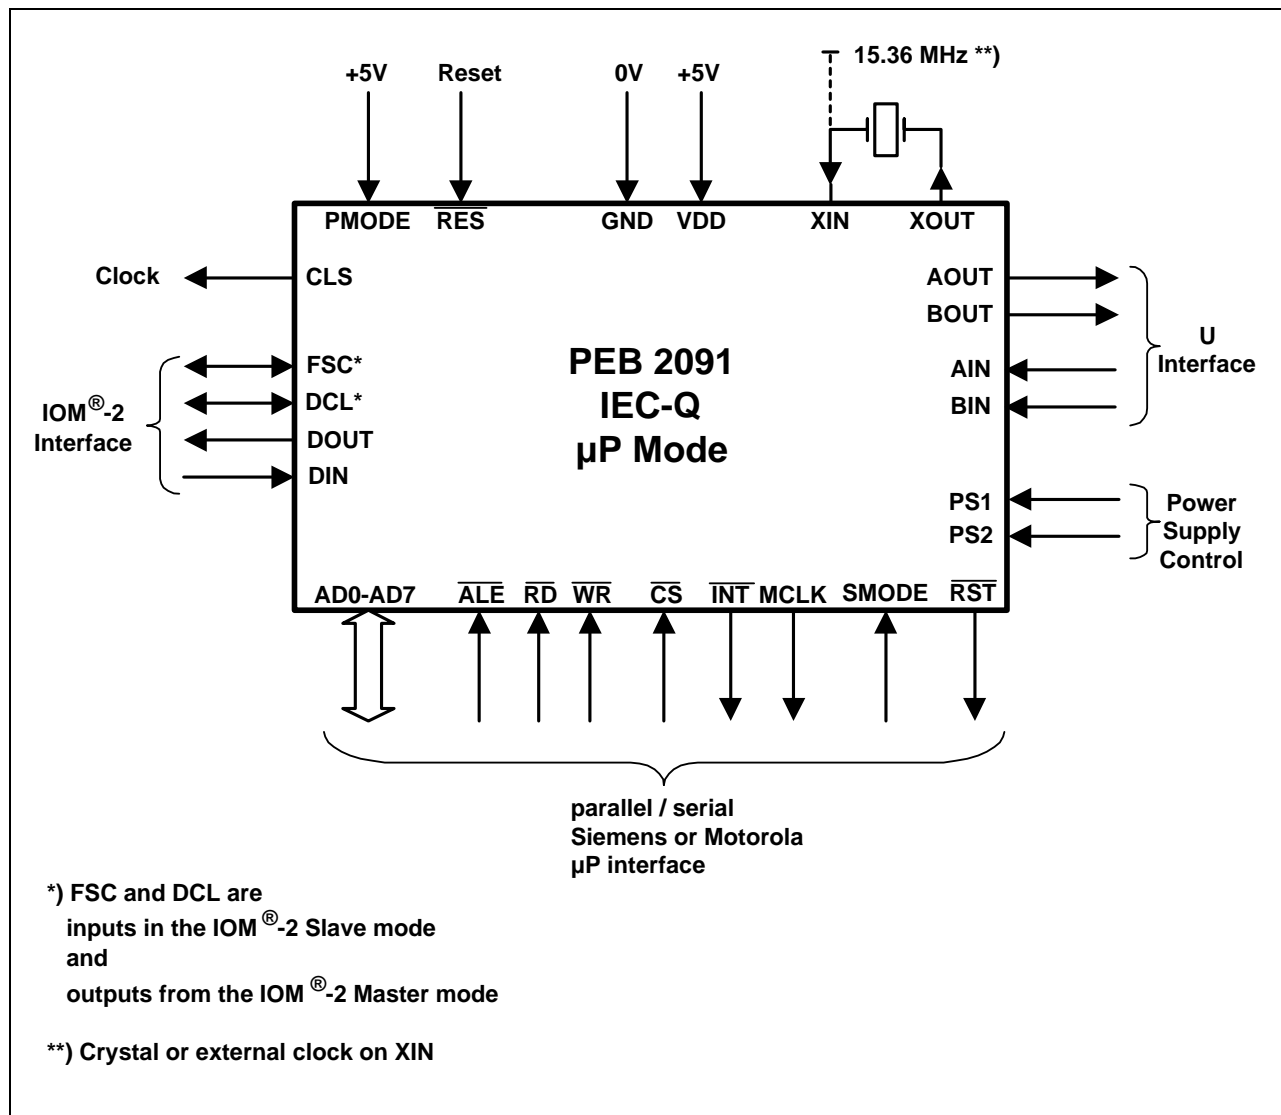 15.36 MHz **)
+5V Reset 0V +5V
PMODE RES GND VDD XIN XOUT
Clock CLS AOUT
BOUT
U
Interface
FSC* AIN
DCL* BIN
DOUT
DIN
IOM®-2
Interface
PEB 2091
IEC-Q
µP Mode
PS1
PS2
Power
Supply
Control
AD0-AD7 ALE RD WR CS INT MCLK SMODE RST
parallel / serial
Siemens or Motorola
µP interface
*) FSC and DCL are
inputs in the IOM ®-2 Slave mode
and
outputs from the IOM ®-2 Master mode
**) Crystal or external clock on XIN